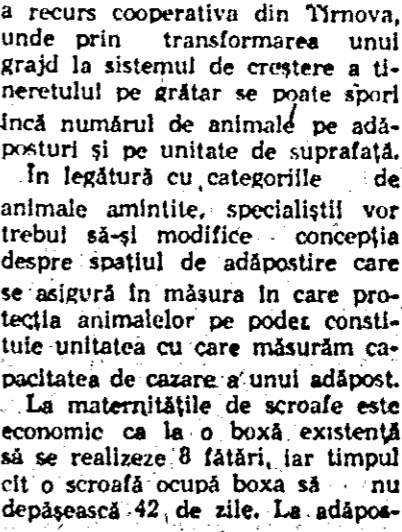 a recurs cooperativa din Tîrnova,
unde prin transformarea unui
grajd la sistemul de creștere a ti-
neretului pe grătar se poate spori
încă numărul de animale pe adă-
posturi și pe unitate de suprafață.
În legătură cu categoriile de
animale amintite, specialiștii vor
trebui să-și modifice concepția
despre spațiul de adăpostire care
se asigură în măsura în care pro-
tecția animalelor pe podea consti-
tuie unitatea cu care măsurăm ca-
pacitatea de cazare a unui adăpost.
La maternitățile de scroafe este
economic ca la o boxă existentă
să se realizeze 8 fătări, iar timpul
cît o scroafă ocupă boxa să nu
depășească 42 de zile. La adăpos-